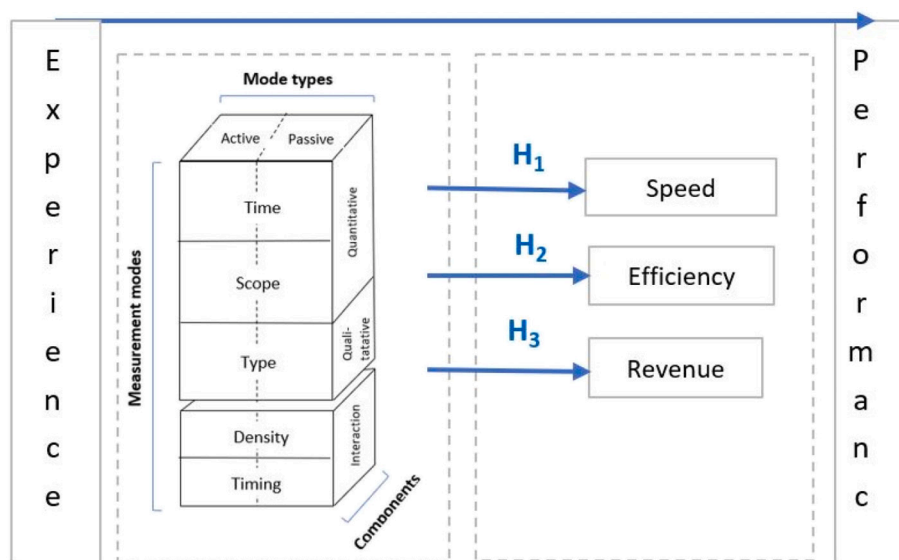 Experience
Mode types
Active Passive
Measurement modes
Time
Scope
Type
Density
Timing
Quantitative
Quali-
tatative
Interaction
Components
H1
Speed
H2
Efficiency
H3
Revenue
Performanc